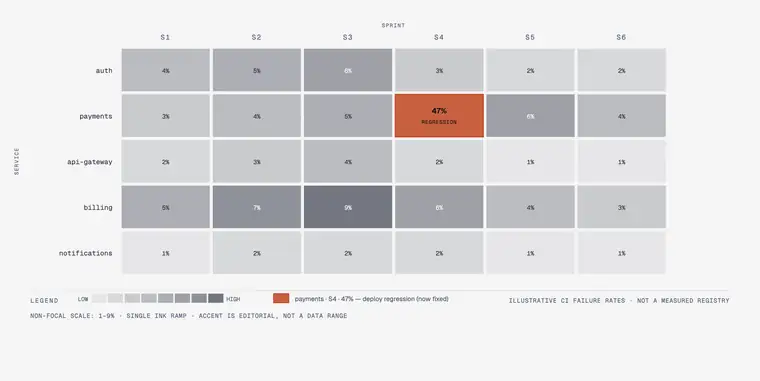 SPRINT
S1 S2 S3 S4 S5 S6
SERVICE
auth 4% 5% 6% 3% 2% 2%
payments 3% 4% 5% 47% 6% 4%
REGRESSION
api-gateway 2% 3% 4% 2% 1% 1%
billing 5% 7% 9% 6% 4% 3%
notifications 1% 2% 2% 2% 1% 1%
LEGEND LOW HIGH payments · S4 · 47% — deploy regression (now fixed) ILLUSTRATIVE CI FAILURE RATES · NOT A MEASURED REGISTRY
NON-FOCAL SCALE: 1–9% · SINGLE INK RAMP · ACCENT IS EDITORIAL, NOT A DATA RANGE